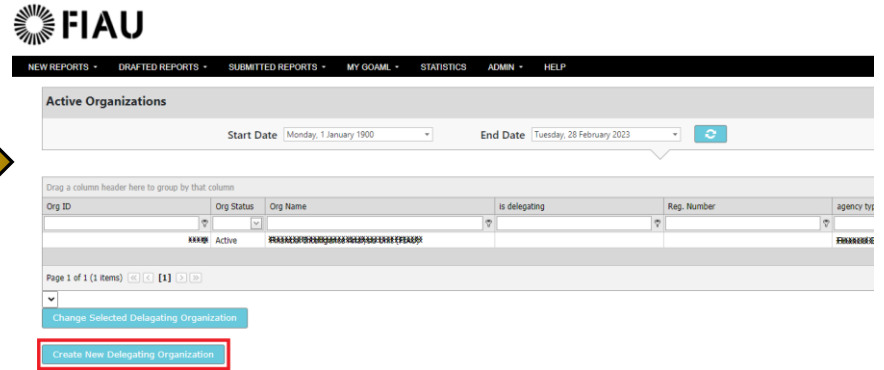 FIAU
NEW REPORTS DRAFTED REPORTS SUBMITTED REPORTS MY GOAML STATISTICS ADMIN HELP
Active Organizations
Start Date Monday, 1 January 1900 End Date Tuesday, 28 February 2023
Drag a column header here to group by that column
Org ID Org Status Org Name is delegating Reg. Number agency typ
Active
Page 1 of 1 (1 items) [1]
Change Selected Delagating Organization
Create New Delegating Organization